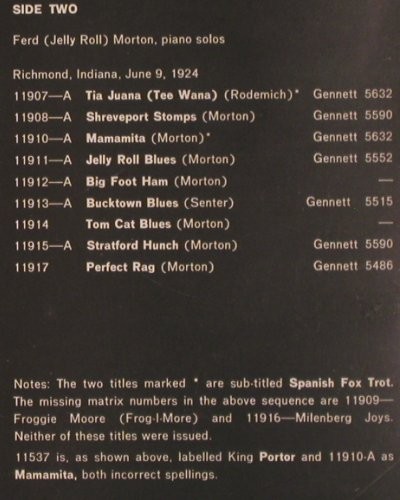 SIDE TWO
Ferd (Jelly Roll) Morton, piano solos
Richmond, Indiana, June 9, 1924
11907—A Tia Juana (Tee Wana) (Rodemich)* Gennett 5632
11908—A Shreveport Stomps (Morton) Gennett 5590
11910—A Mamamita (Morton)* Gennett 5632
11911—A Jelly Roll Blues (Morton) Gennett 5552
11912—A Big Foot Ham (Morton) —
11913—A Bucktown Blues (Senter) Gennett 5515
11914 Tom Cat Blues (Morton) —
11915—A Stratford Hunch (Morton) Gennett 5590
11917 Perfect Rag (Morton) Gennett 5486
Notes: The two titles marked * are sub-titled Spanish Fox Trot.
The missing matrix numbers in the above sequence are 11909—
Froggie Moore (Frog-I-More) and 11916—Milenberg Joys.
Neither of these titles were issued.
11537 is, as shown above, labelled King Portor and 11910-A as
Mamamita, both incorrect spellings.